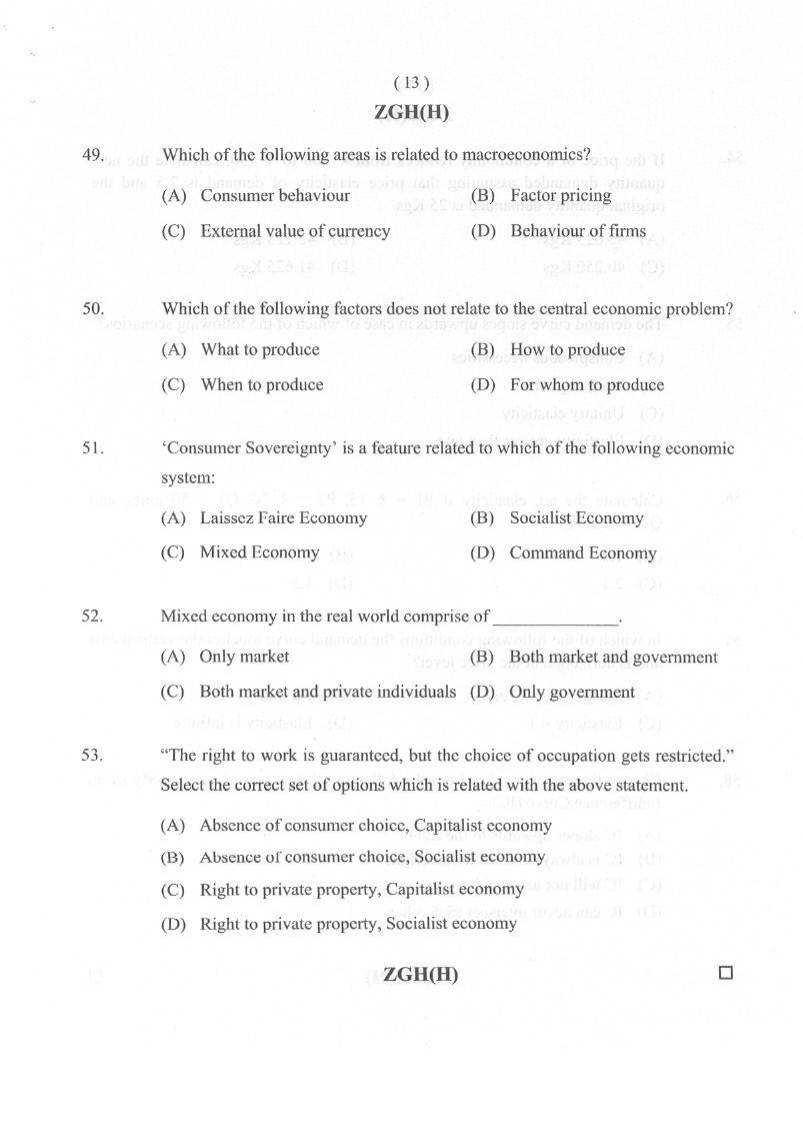 ( 13 )
ZGH(H)
49. Which of the following areas is related to macroeconomics?
(A) Consumer behaviour (B) Factor pricing
(C) External value of currency (D) Behaviour of firms
50. Which of the following factors does not relate to the central economic problem?
(A) What to produce (B) How to produce
(C) When to produce (D) For whom to produce
51. ‘Consumer Sovereignty’ is a feature related to which of the following economic
system:
(A) Laissez Faire Economy (B) Socialist Economy
(C) Mixed Economy (D) Command Economy
52. Mixed economy in the real world comprise of ______________.
(A) Only market (B) Both market and government
(C) Both market and private individuals (D) Only government
53. “The right to work is guaranteed, but the choice of occupation gets restricted.”
Select the correct set of options which is related with the above statement.
(A) Absence of consumer choice, Capitalist economy
(B) Absence of consumer choice, Socialist economy
(C) Right to private property, Capitalist economy
(D) Right to private property, Socialist economy
ZGH(H)